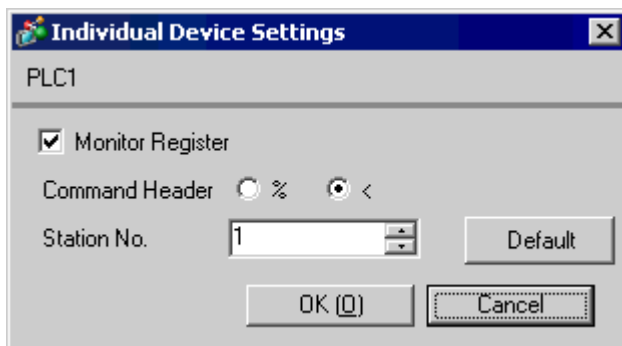 Individual Device Settings
PLC1
Monitor Register
Command Header % <
Station No. 1 Default
OK (O) Cancel